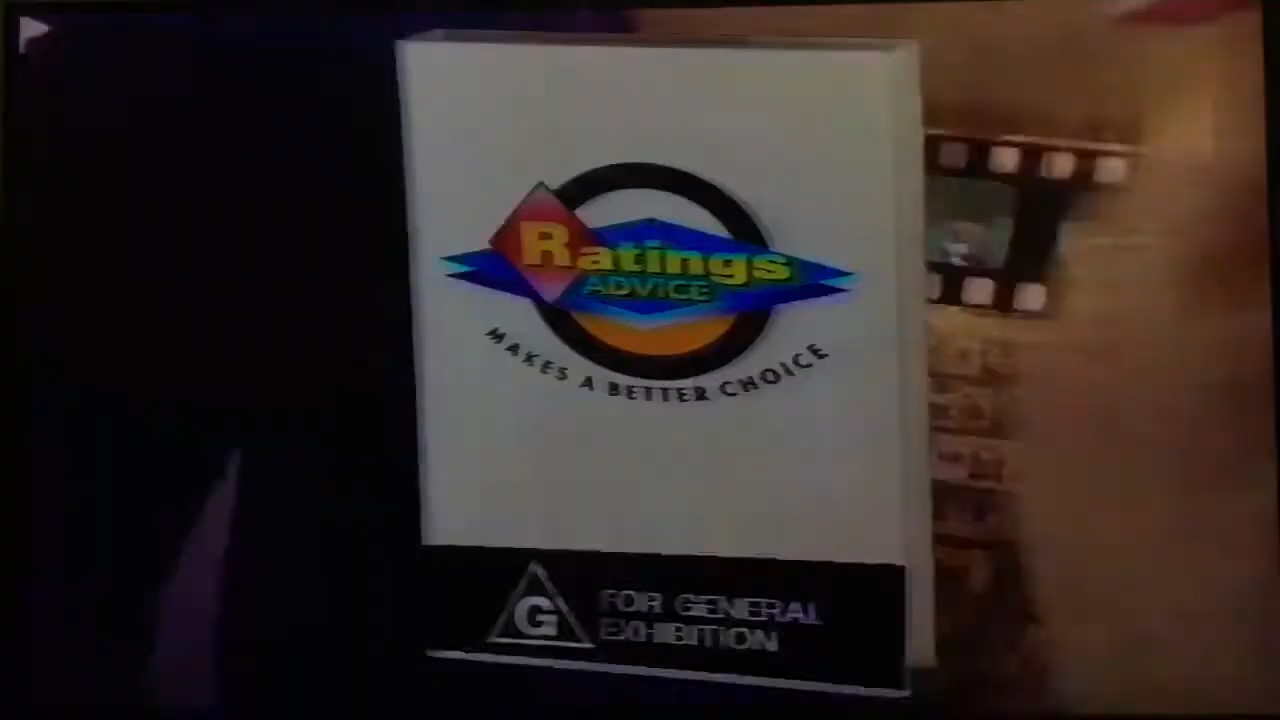 Ratings
ADVICE
MAKES A BETTER CHOICE
G
FOR GENERAL
EXHIBITION